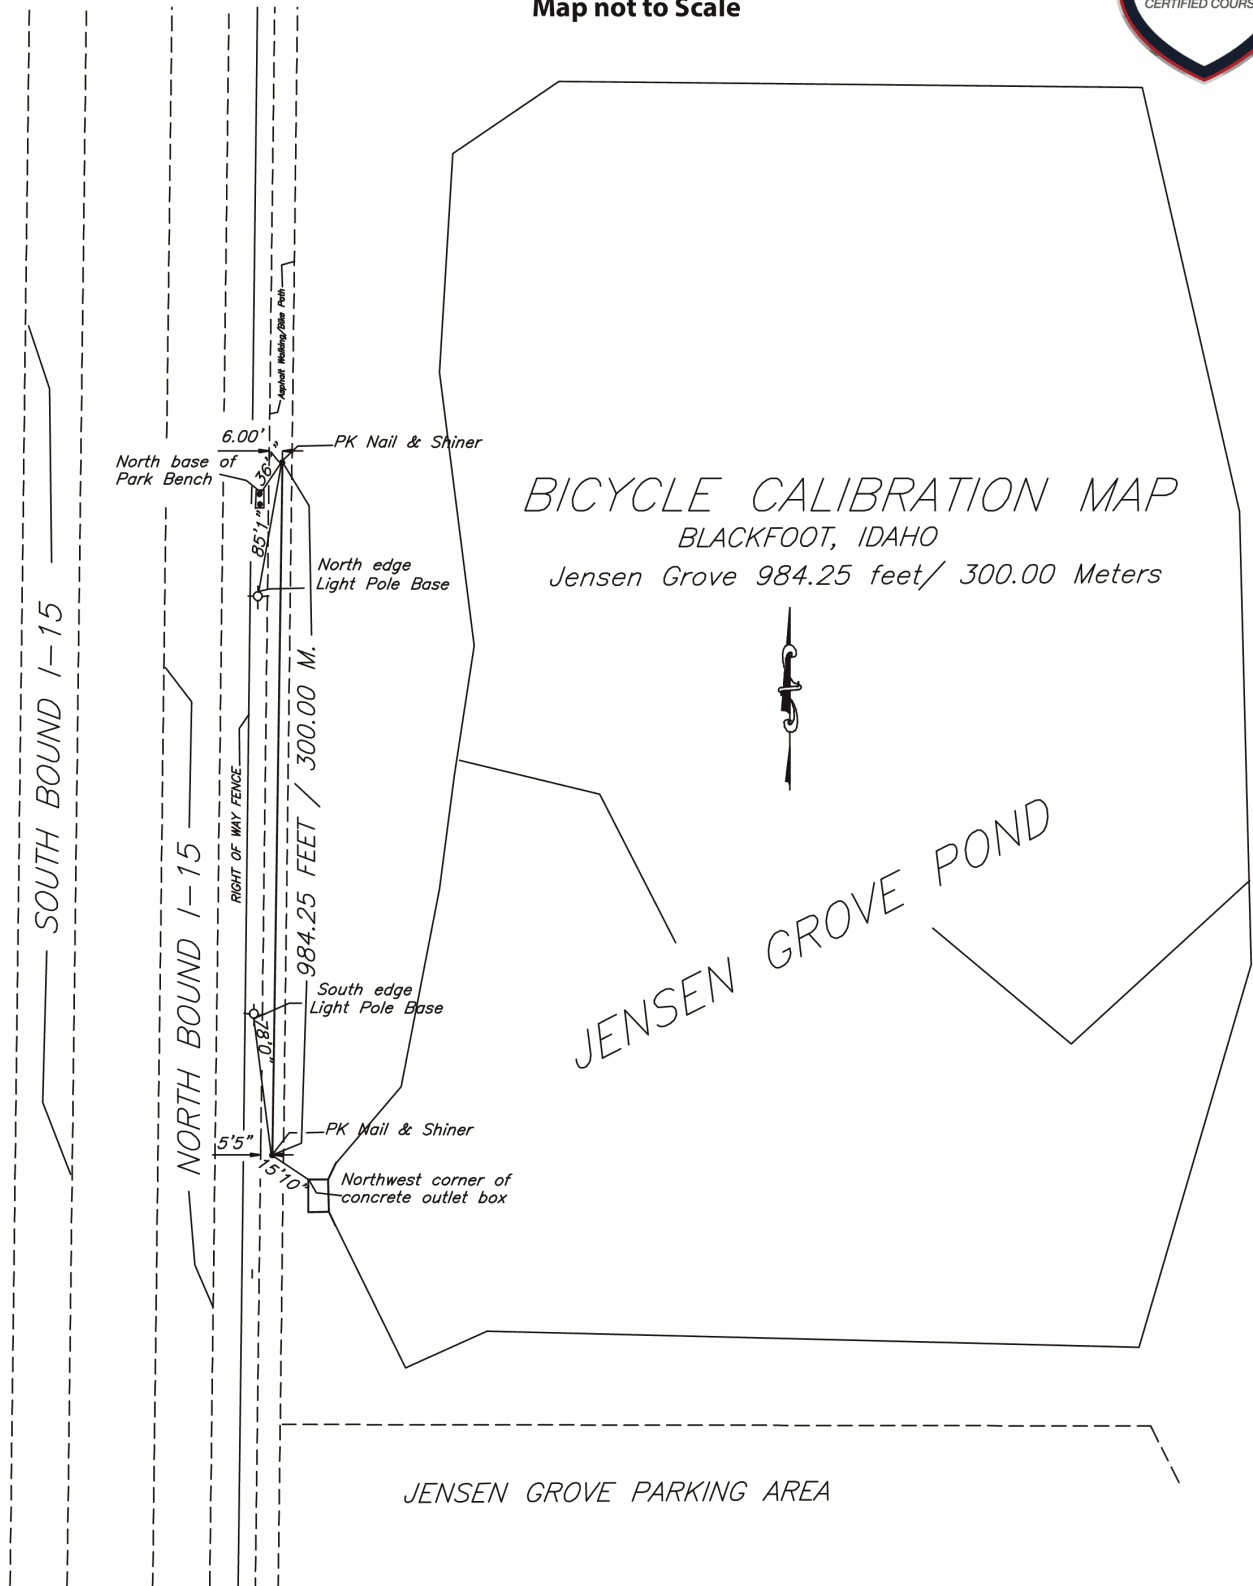 Map not to Scale
CERTIFIED COURS
Asphalt Walking/Bike Path
6.00'
PK Nail & Shiner
North base of
Park Bench
85'1"
North edge
Light Pole Base
BICYCLE CALIBRATION MAP
BLACKFOOT, IDAHO
Jensen Grove 984.25 feet/ 300.00 Meters
SOUTH BOUND I-15
NORTH BOUND I-15
RIGHT OF WAY FENCE
984.25 FEET / 300.00 M.
JENSEN GROVE POND
South edge
Light Pole Base
78'0"
PK Nail & Shiner
5'5"
15'10"
Northwest corner of
concrete outlet box
JENSEN GROVE PARKING AREA